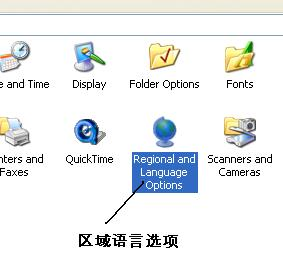 e and Time
Display
Folder Options
Fonts
nters and
Faxes
QuickTime
Regional and
Language
Options
Scanners and
Cameras
区域语言选项